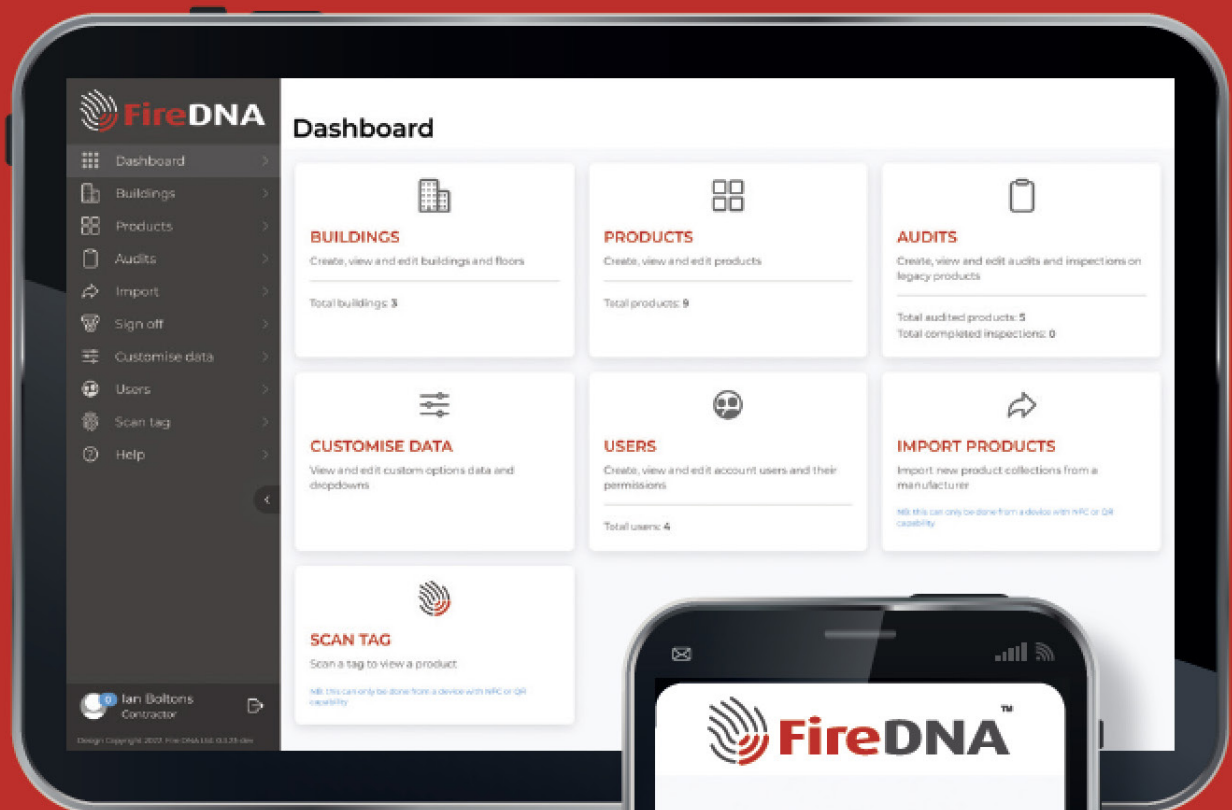 FireDNA
Dashboard
Buildings
Products
Audits
Import
Sign off
Customise data
Users
Scan tag
Help
0
Ian Boltons
Contractor
Dashboard
BUILDINGS
Create, view and edit buildings and floors
Total buildings: 3
PRODUCTS
Create, view and edit products
Total products: 9
AUDITS
Create, view and edit audits and inspections on
legacy products
Total audited products: 5
Total completed inspections: 0
CUSTOMISE DATA
View and edit custom options data and
dropdowns
USERS
Create, view and edit account users and their
permissions
Total users: 4
IMPORT PRODUCTS
Import new product collections from a
manufacturer
NB: this can only be done from a device with NFC or QR
capability
SCAN TAG
Scan a tag to view a product
NB: this can only be done from a device with NFC or QR
capability
FireDNA™